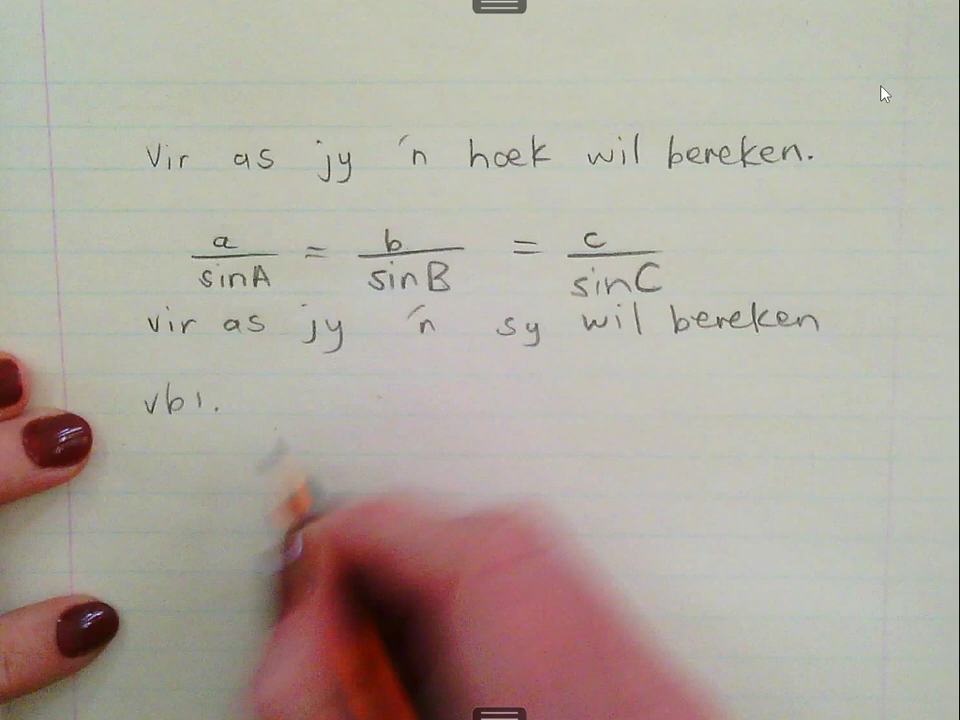 Vir as jy 'n hoek wil bereken.
a/sinA = b/sinB = c/sinC
vir as jy 'n sy wil bereken
vb1.